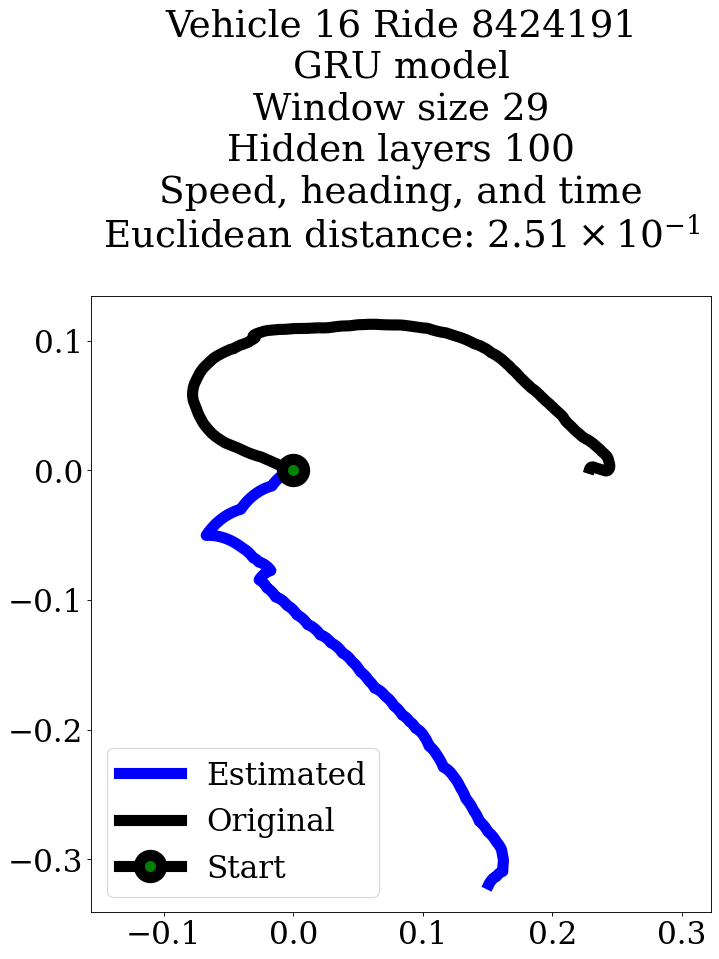 Vehicle 16 Ride 8424191
GRU model
Window size 29
Hidden layers 100
Speed, heading, and time
Euclidean distance: 2.51 × 10⁻¹
0.1
0.0
−0.1
−0.2
−0.3
Estimated
Original
Start
−0.1 0.0 0.1 0.2 0.3